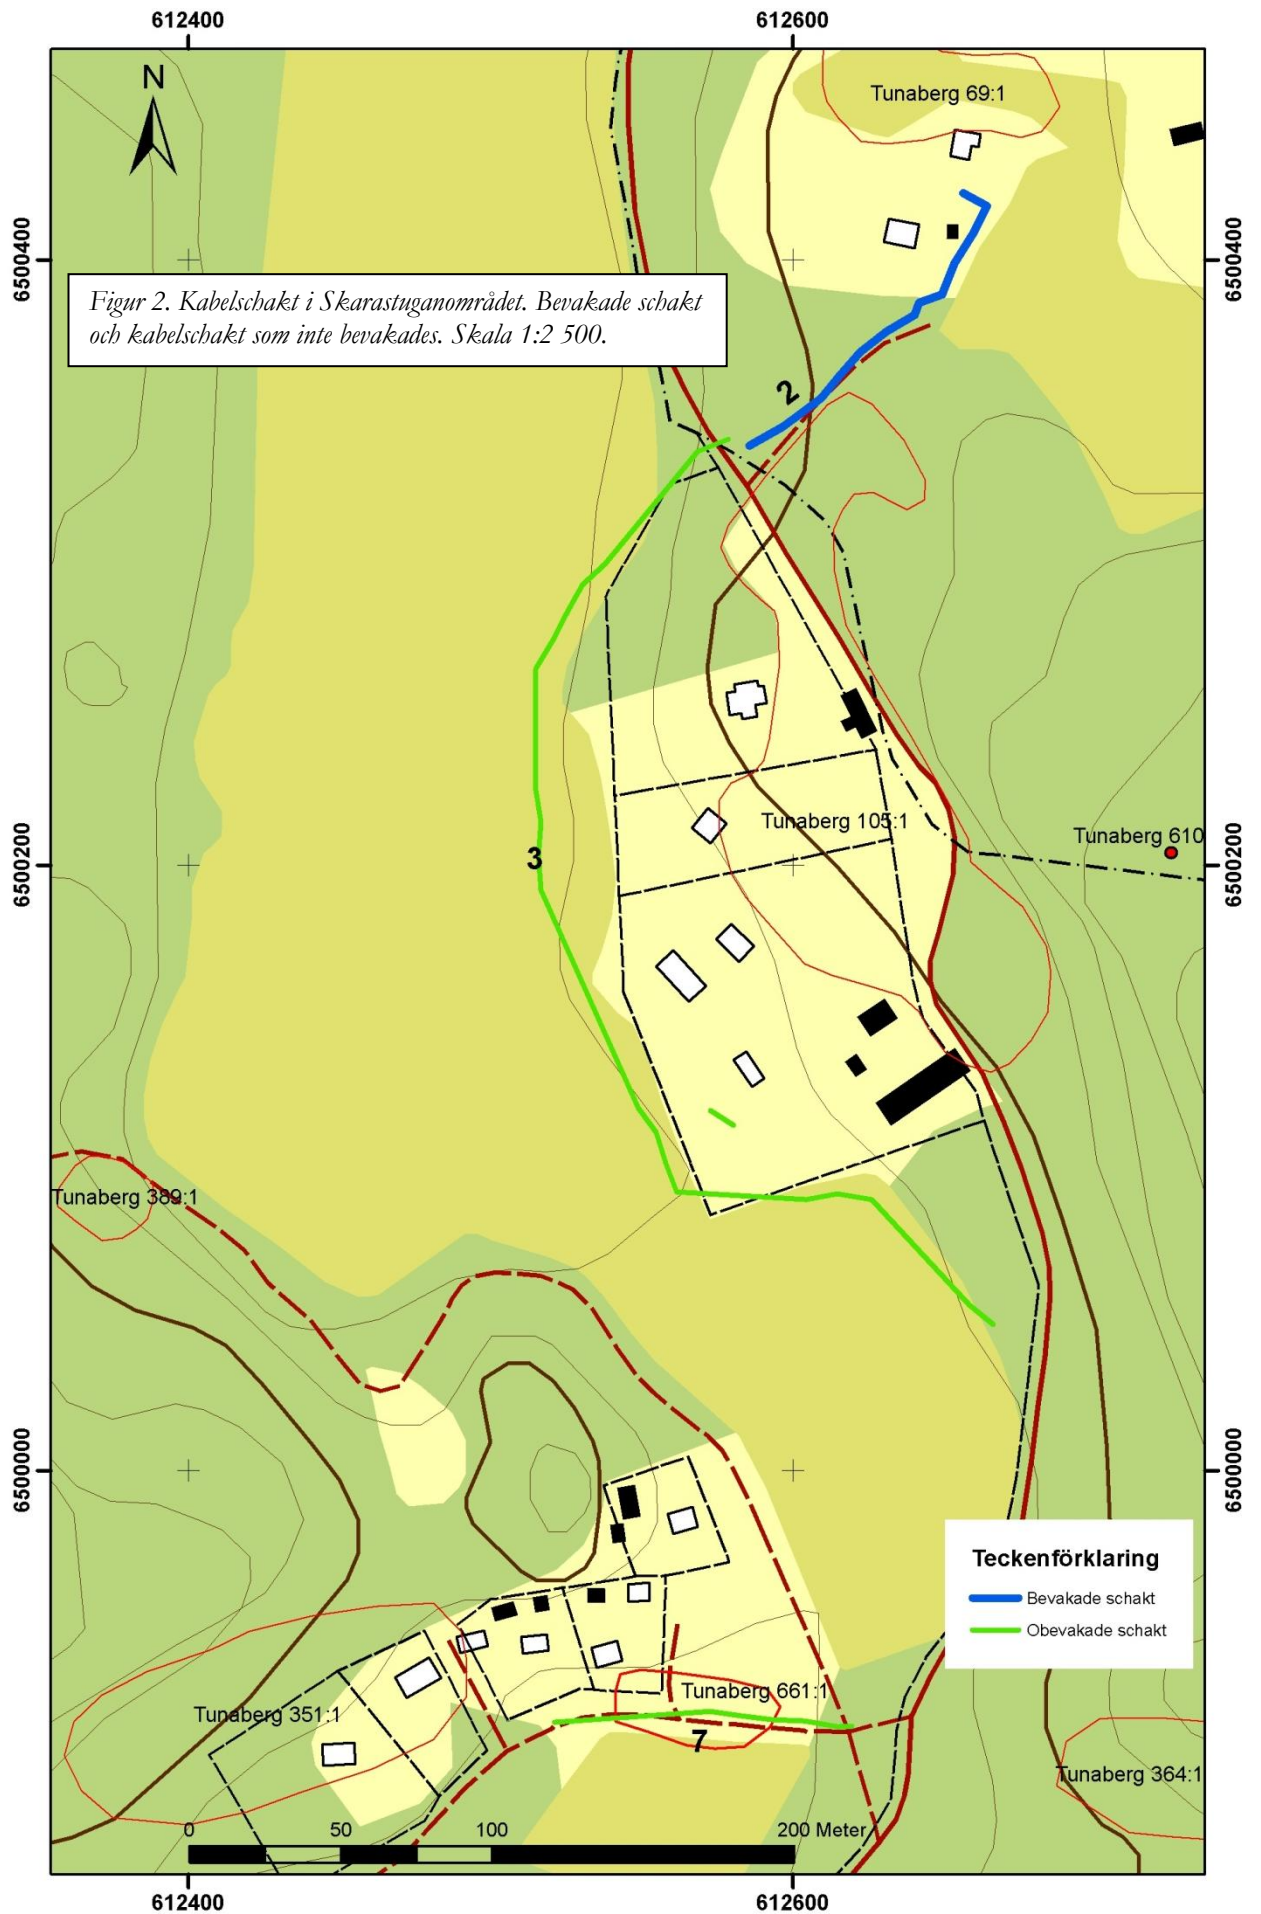 612400
612600
N
Tunaberg 69:1
6500400
6500400
Figur 2. Kabelschakt i Skarastuganområdet. Bevakade schakt
och kabelschakt som inte bevakades. Skala 1:2 500.
2
Tunaberg 105:1
Tunaberg 610
3
6500200
6500200
Tunaberg 389:1
6500000
6500000
Teckenförklaring
Bevakade schakt
Obevakade schakt
Tunaberg 661:1
Tunaberg 351:1
7
Tunaberg 364:1
0 50 100 200 Meter
612400
612600